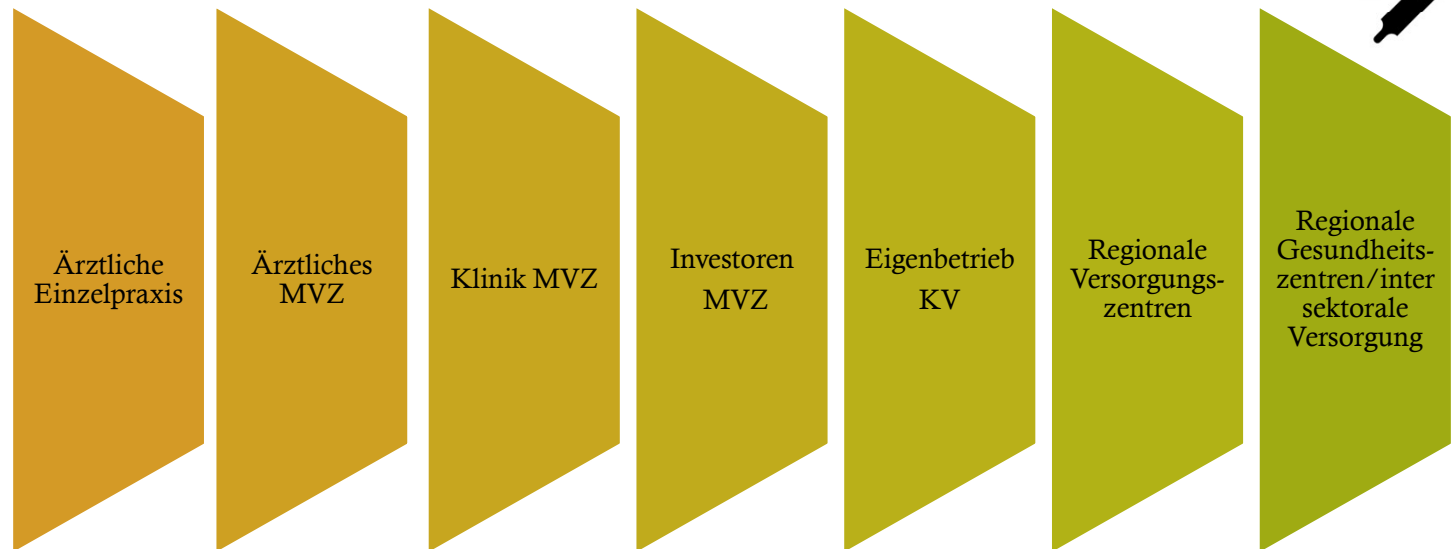 Ärztliche
Einzelpraxis
Ärztliches
MVZ
Klinik MVZ
Investoren
MVZ
Eigenbetrieb
KV
Regionale
Versorgungs-
zentren
Regionale
Gesundheits-
zentren/inter
sektorale
Versorgung